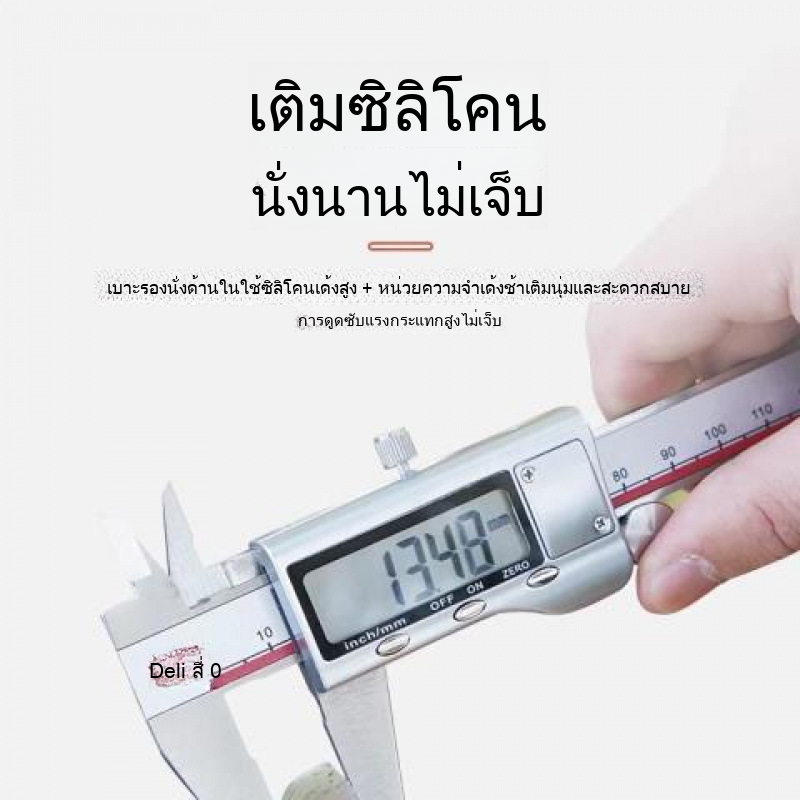 เติมซิลิโคน
นั่งนานไม่เจ็บ
เบาะรองนั่งด้านในใช้ซิลิโคนเด้งสูง + หน่วยความจำเด้งช้าเติมนุ่มและสะดวกสบาย
การดูดซับแรงกระแทกสูงไม่เจ็บ
80 90 100 110
13.48
OFF ON ZERO
inch/mm
10
Deli สี่ 0